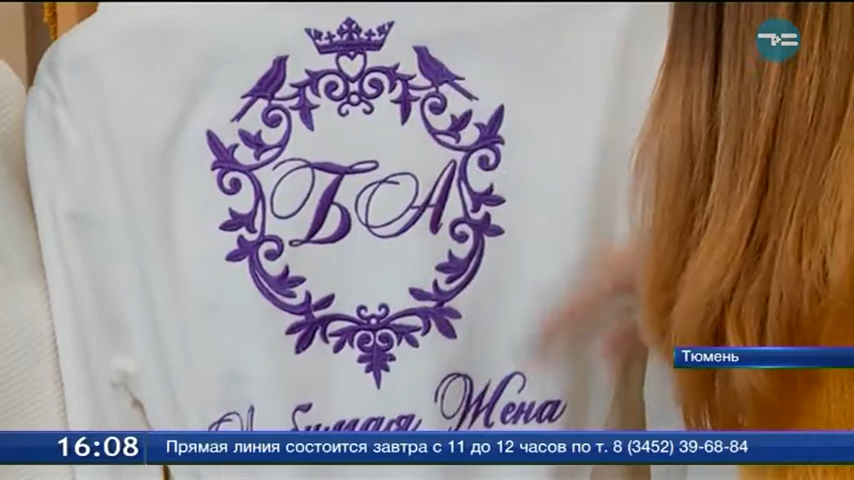 БА
Любимая Жена
Тюмень
16:08 Прямая линия состоится завтра с 11 до 12 часов по т. 8 (3452) 39-68-84